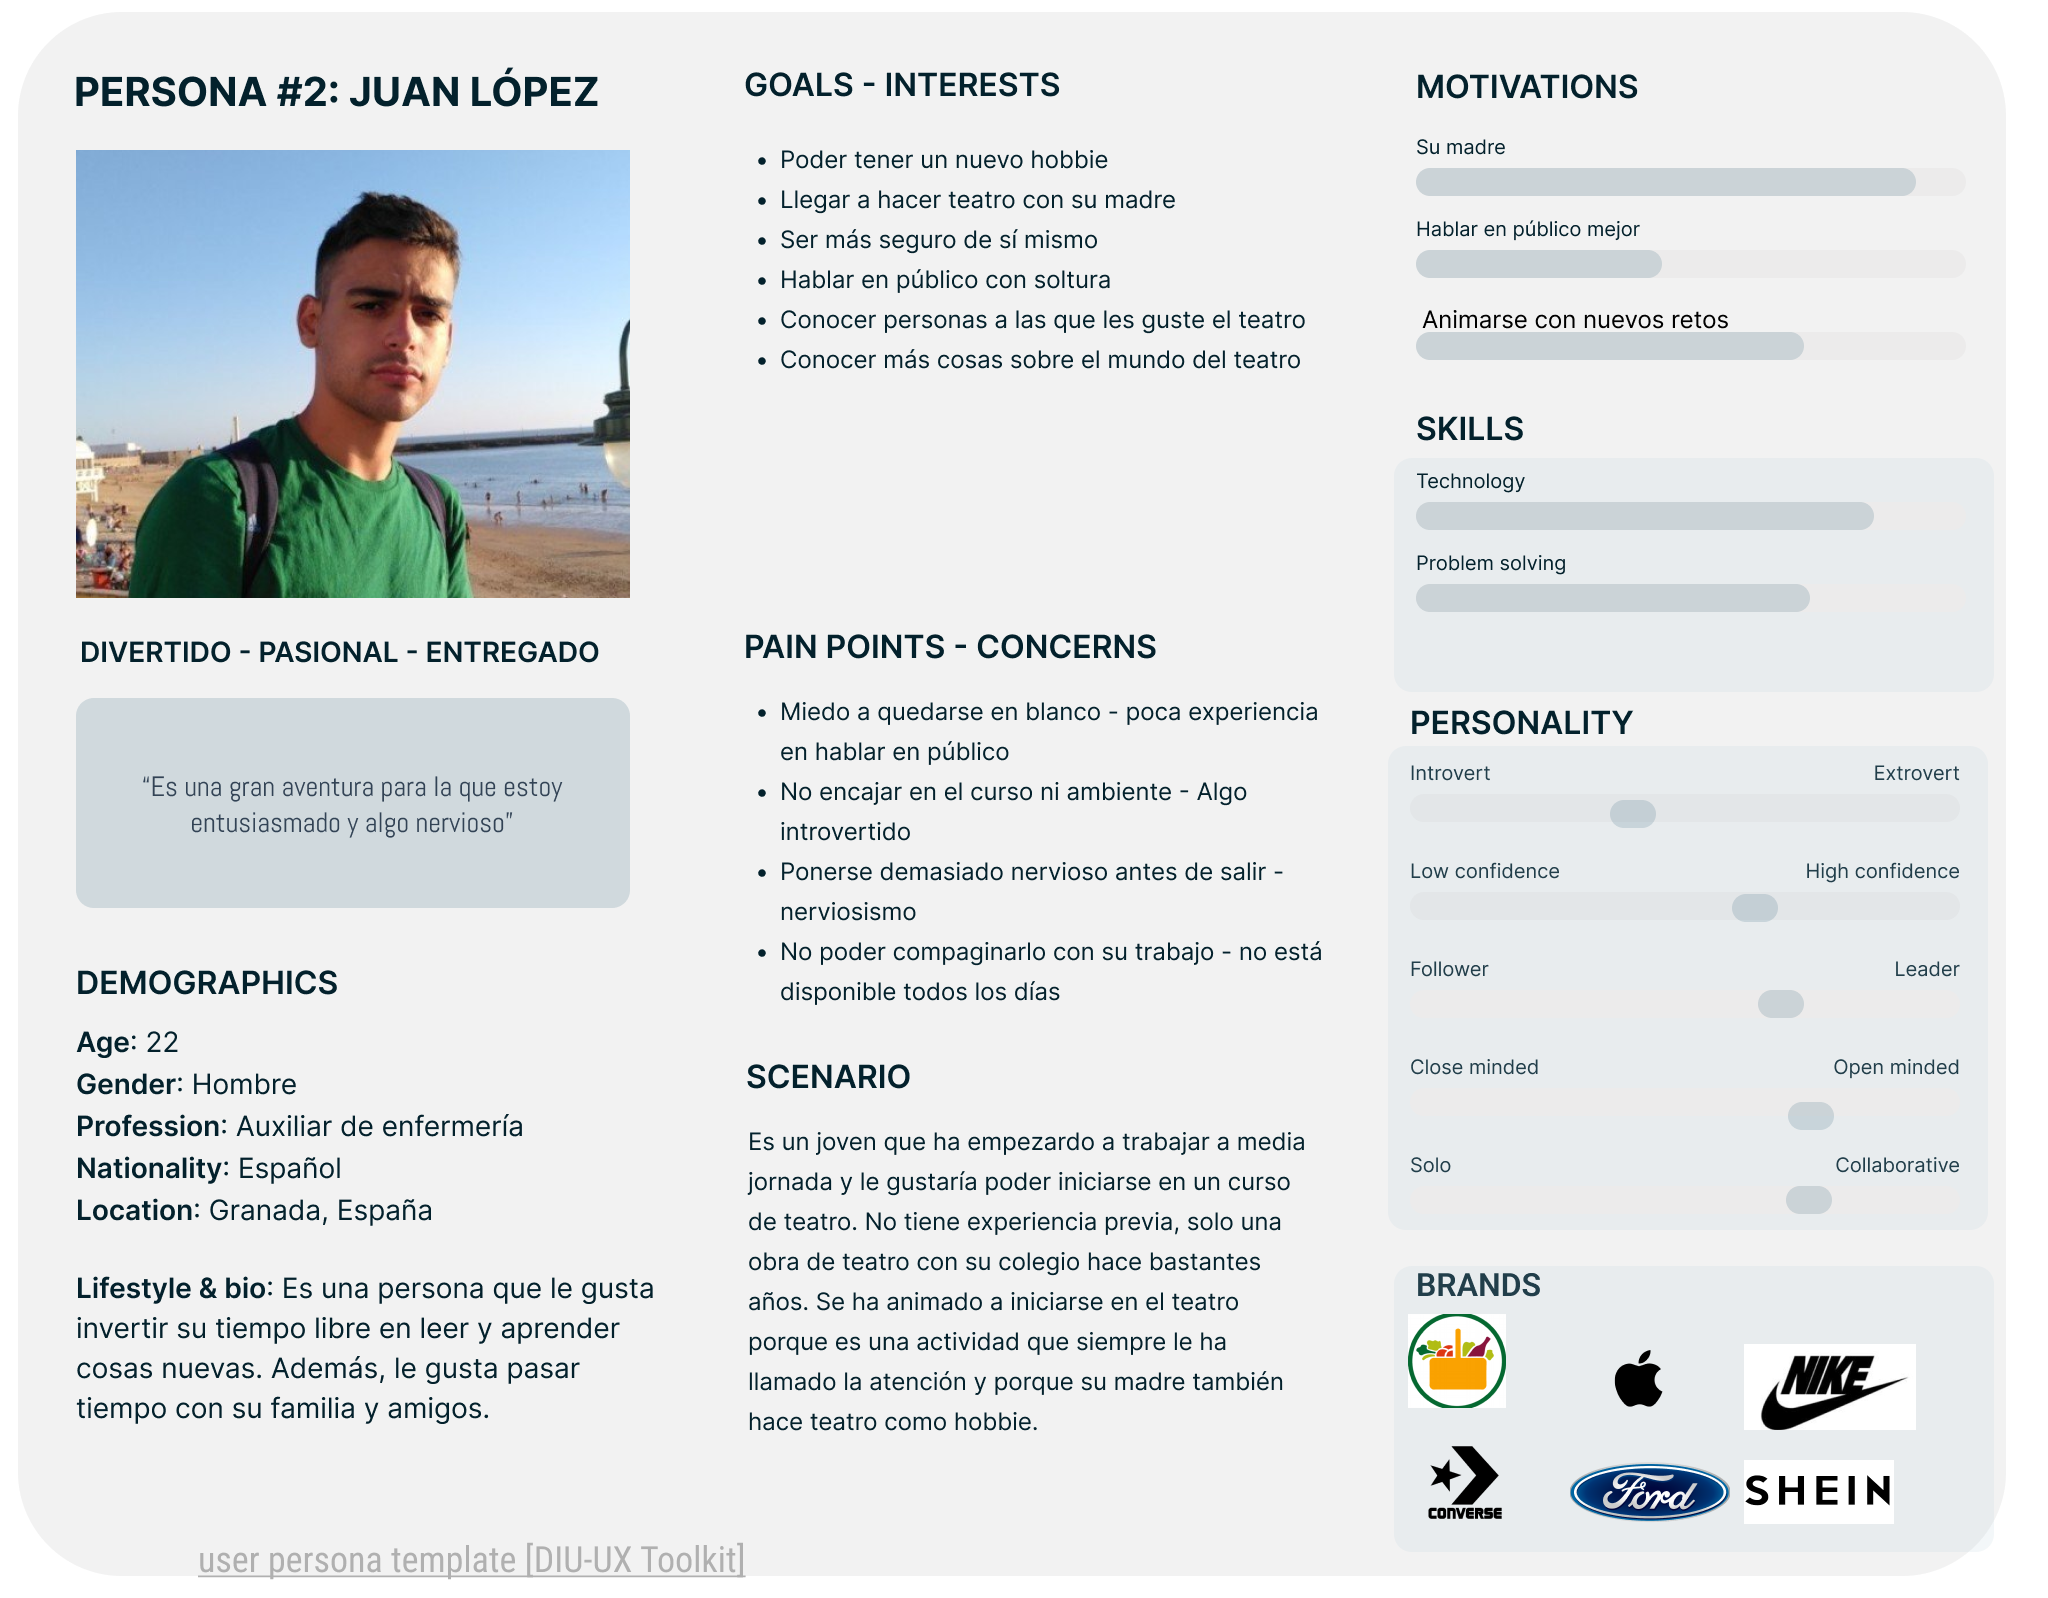 PERSONA #2: JUAN LÓPEZ
DIVERTIDO - PASIONAL - ENTREGADO
“Es una gran aventura para la que estoy
entusiasmado y algo nervioso”
DEMOGRAPHICS
Age: 22
Gender: Hombre
Profession: Auxiliar de enfermería
Nationality: Español
Location: Granada, España
Lifestyle & bio: Es una persona que le gusta
invertir su tiempo libre en leer y aprender
cosas nuevas. Además, le gusta pasar
tiempo con su familia y amigos.
GOALS - INTERESTS
• Poder tener un nuevo hobbie
• Llegar a hacer teatro con su madre
• Ser más seguro de sí mismo
• Hablar en público con soltura
• Conocer personas a las que les guste el teatro
• Conocer más cosas sobre el mundo del teatro
PAIN POINTS - CONCERNS
• Miedo a quedarse en blanco - poca experiencia
en hablar en público
• No encajar en el curso ni ambiente - Algo
introvertido
• Ponerse demasiado nervioso antes de salir -
nerviosismo
• No poder compaginarlo con su trabajo - no está
disponible todos los días
SCENARIO
Es un joven que ha empezardo a trabajar a media
jornada y le gustaría poder iniciarse en un curso
de teatro. No tiene experiencia previa, solo una
obra de teatro con su colegio hace bastantes
años. Se ha animado a iniciarse en el teatro
porque es una actividad que siempre le ha
llamado la atención y porque su madre también
hace teatro como hobbie.
MOTIVATIONS
Su madre
Hablar en público mejor
Animarse con nuevos retos
SKILLS
Technology
Problem solving
PERSONALITY
Introvert Extrovert
Low confidence High confidence
Follower Leader
Close minded Open minded
Solo Collaborative
BRANDS
NIKE
CONVERSE
Ford
SHEIN
user persona template [DIU-UX Toolkit]